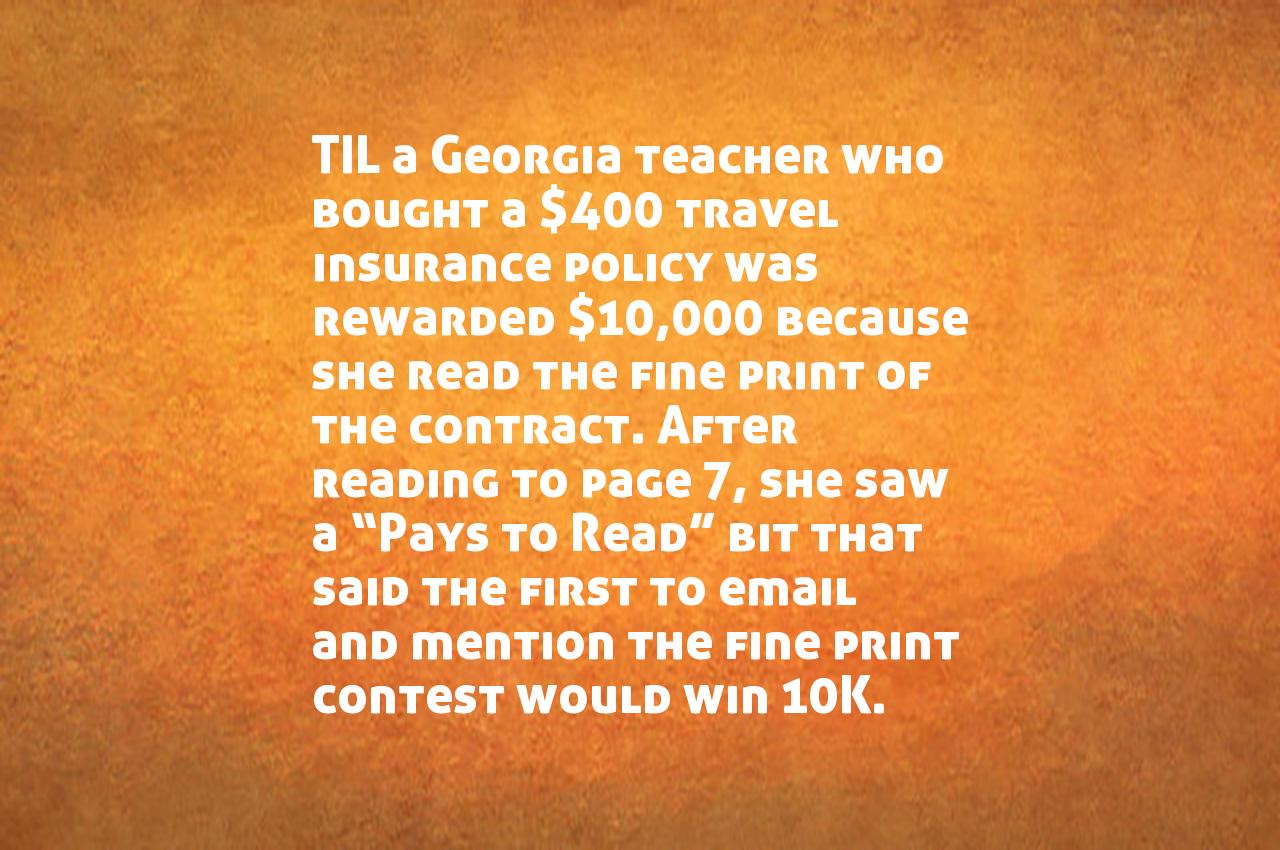 TIL a Georgia teacher who
bought a $400 travel
insurance policy was
rewarded $10,000 because
she read the fine print of
the contract. After
reading to page 7, she saw
a “Pays to Read” bit that
said the first to email
and mention the fine print
contest would win 10K.